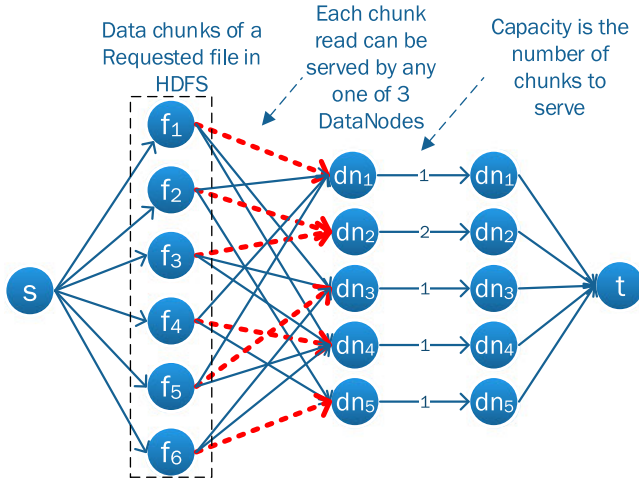 Data chunks of a
Requested file in
HDFS
Each chunk
read can be
served by any
one of 3
DataNodes
Capacity is the
number of
chunks to
serve
f1
f2
f3
f4
f5
f6
s
dn1
dn2
dn3
dn4
dn5
1
2
1
1
1
dn1
dn2
dn3
dn4
dn5
t